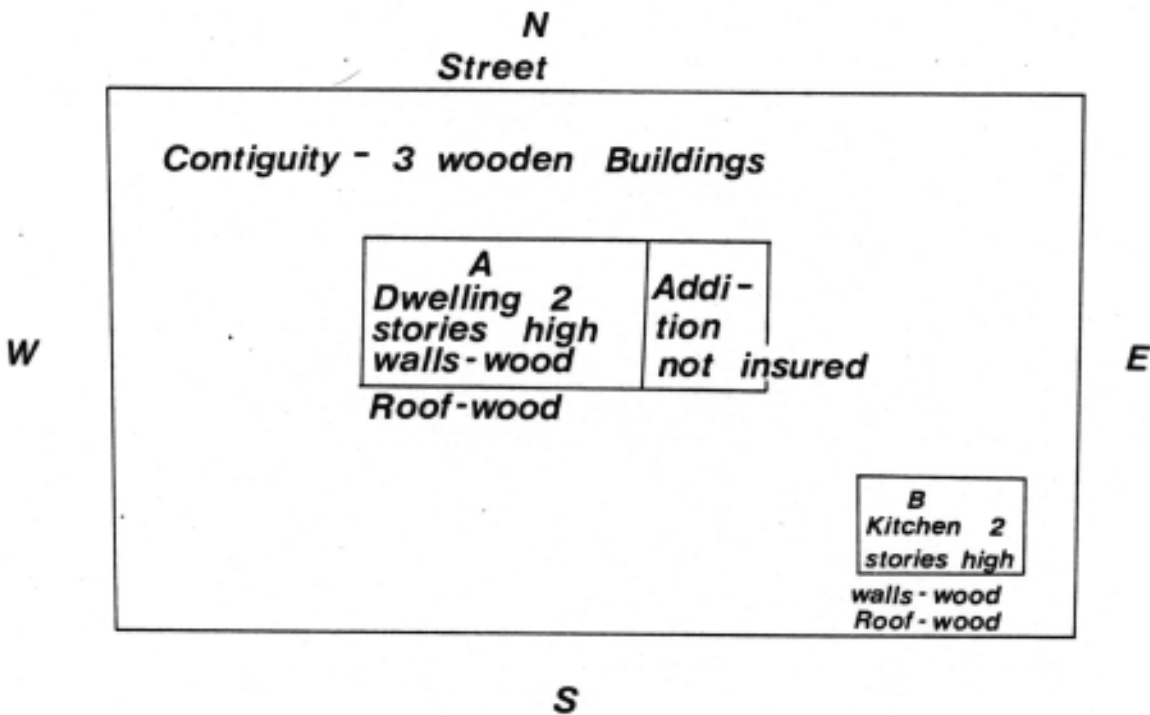 N
Street
Contiguity - 3 wooden Buildings
W
A
Dwelling 2
stories high
walls-wood
Roof-wood
Addi-
tion
not insured
E
B
Kitchen 2
stories high
walls-wood
Roof-wood
S